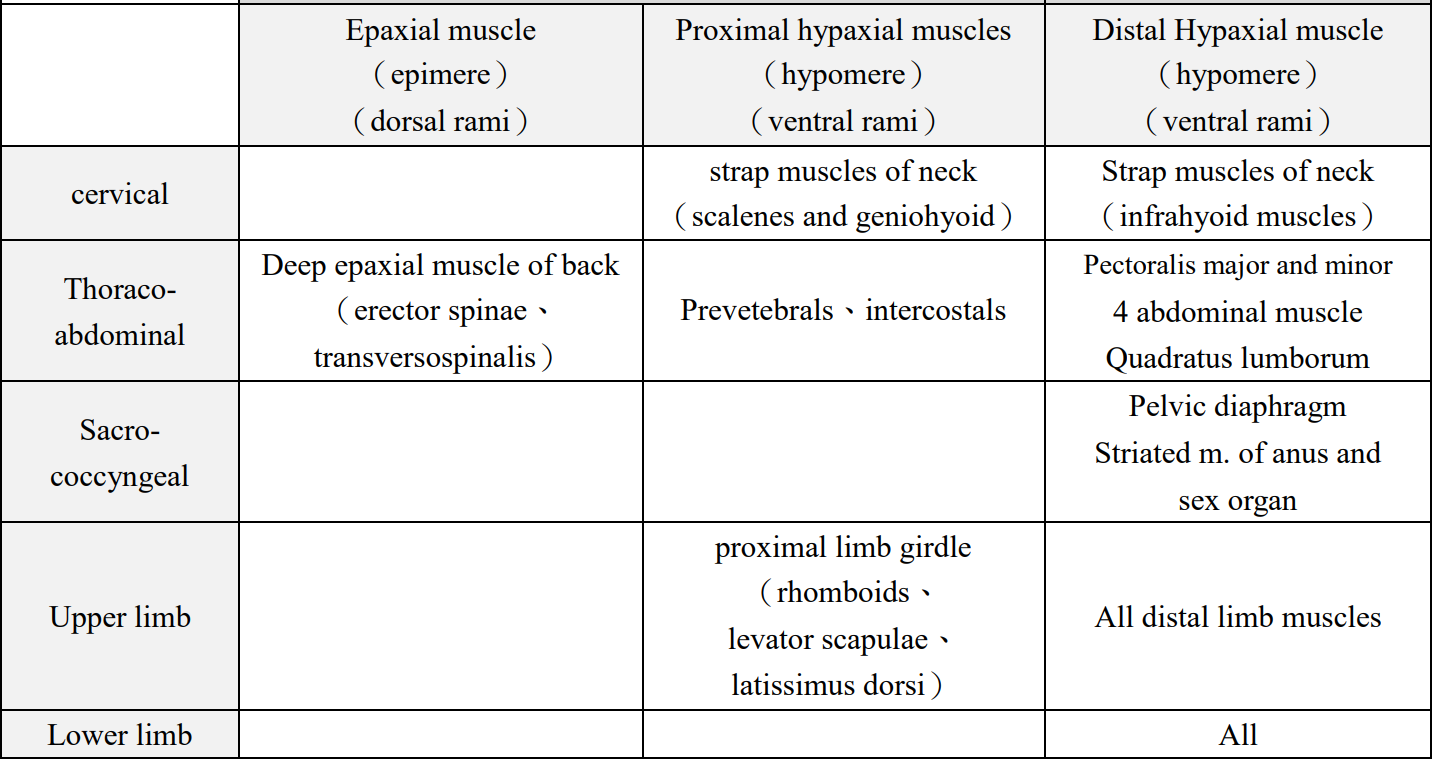 Epaxial muscle
（epimere）
（dorsal rami）
Proximal hypaxial muscles
（hypomere）
（ventral rami）
Distal Hypaxial muscle
（hypomere）
（ventral rami）
cervical
strap muscles of neck
（scalenes and geniohyoid）
Strap muscles of neck
（infrahyoid muscles）
Thoraco-
abdominal
Deep epaxial muscle of back
（erector spinae、
transversospinalis）
Prevetebrals、intercostals
Pectoralis major and minor
4 abdominal muscle
Quadratus lumborum
Sacro-
coccyngeal
Pelvic diaphragm
Striated m. of anus and
sex organ
Upper limb
proximal limb girdle
（rhomboids、
levator scapulae、
latissimus dorsi）
All distal limb muscles
Lower limb
All